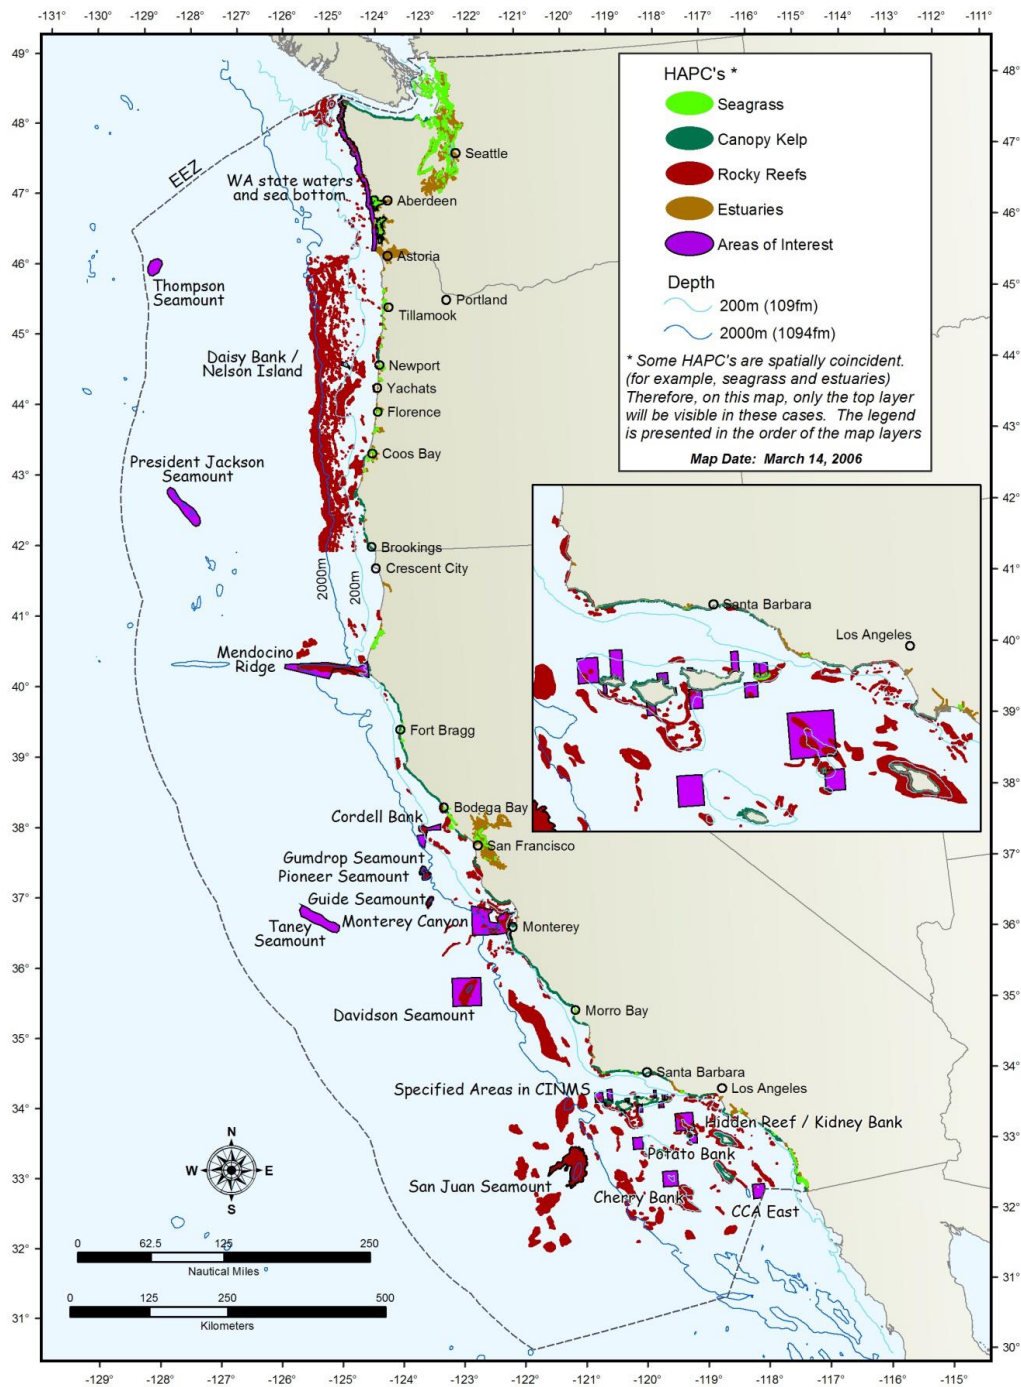 -131° -130° -129° -128° -127° -126° -125° -124° -123° -122° -121° -120° -119° -118° -117° -116° -115° -114° -113° -112° -111°
49°
48°
47°
46°
45°
44°
43°
42°
41°
40°
39°
38°
37°
36°
35°
34°
33°
32°
31°
48°
47°
46°
45°
44°
43°
42°
41°
40°
39°
38°
37°
36°
35°
34°
33°
32°
31°
30°
HAPC's *
Seagrass
Canopy Kelp
Rocky Reefs
Estuaries
Areas of Interest
Depth
200m (109fm)
2000m (1094fm)
* Some HAPC's are spatially coincident.
(for example, seagrass and estuaries)
Therefore, on this map, only the top layer
will be visible in these cases. The legend
is presented in the order of the map layers
Map Date: March 14, 2006
EEZ
Seattle
WA state waters
and sea bottom
Aberdeen
Astoria
Thompson
Seamount
Portland
Tillamook
Daisy Bank /
Nelson Island
Newport
Yachats
Florence
Coos Bay
President Jackson
Seamount
Brookings
Crescent City
2000m
200m
Mendocino
Ridge
Fort Bragg
Santa Barbara
Los Angeles
Bodega Bay
Cordell Bank
San Francisco
Gumdrop Seamount
Pioneer Seamount
Guide Seamount
Monterey Canyon
Monterey
Taney
Seamount
Davidson Seamount
Morro Bay
Santa Barbara
Los Angeles
Specified Areas in CINMS
Hidden Reef / Kidney Bank
Potato Bank
San Juan Seamount
Cherry Bank
CCA East
N
W E
S
0 62.5 125 250
Nautical Miles
0 125 250 500
Kilometers
-129° -128° -127° -126° -125° -124° -123° -122° -121° -120° -119° -118° -117° -116° -115° -114°